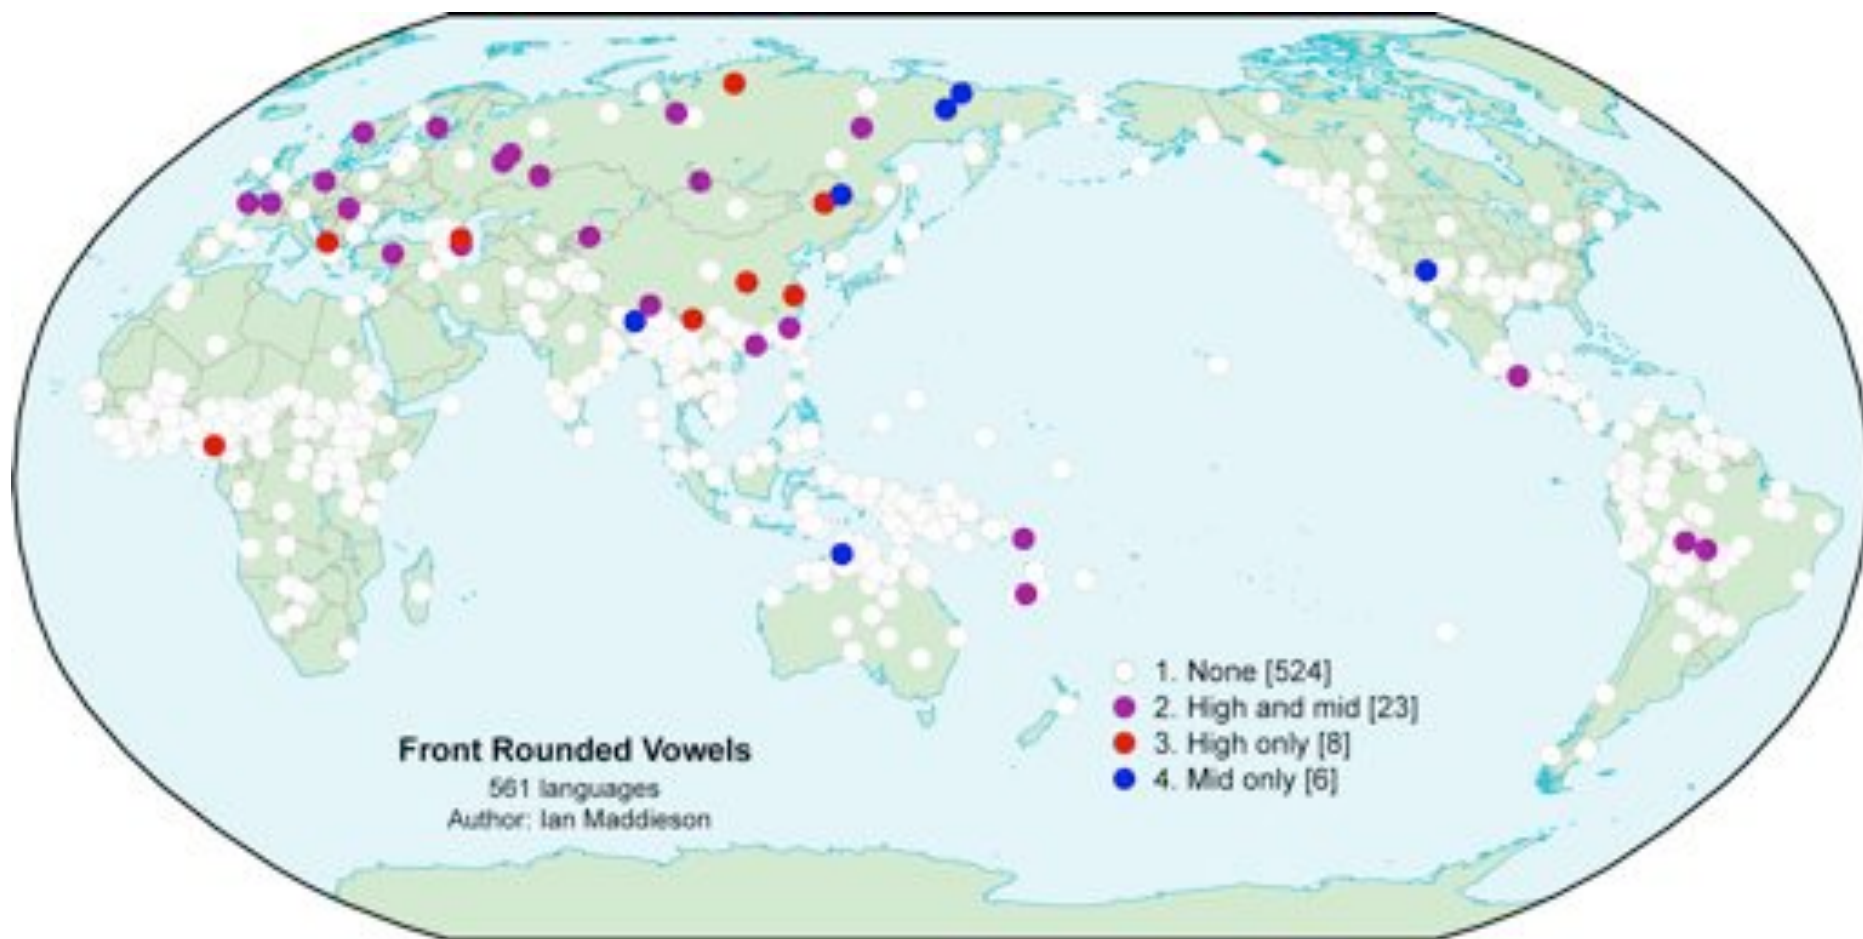 Front Rounded Vowels
561 languages
Author: Ian Maddieson
1. None [524]
2. High and mid [23]
3. High only [8]
4. Mid only [6]